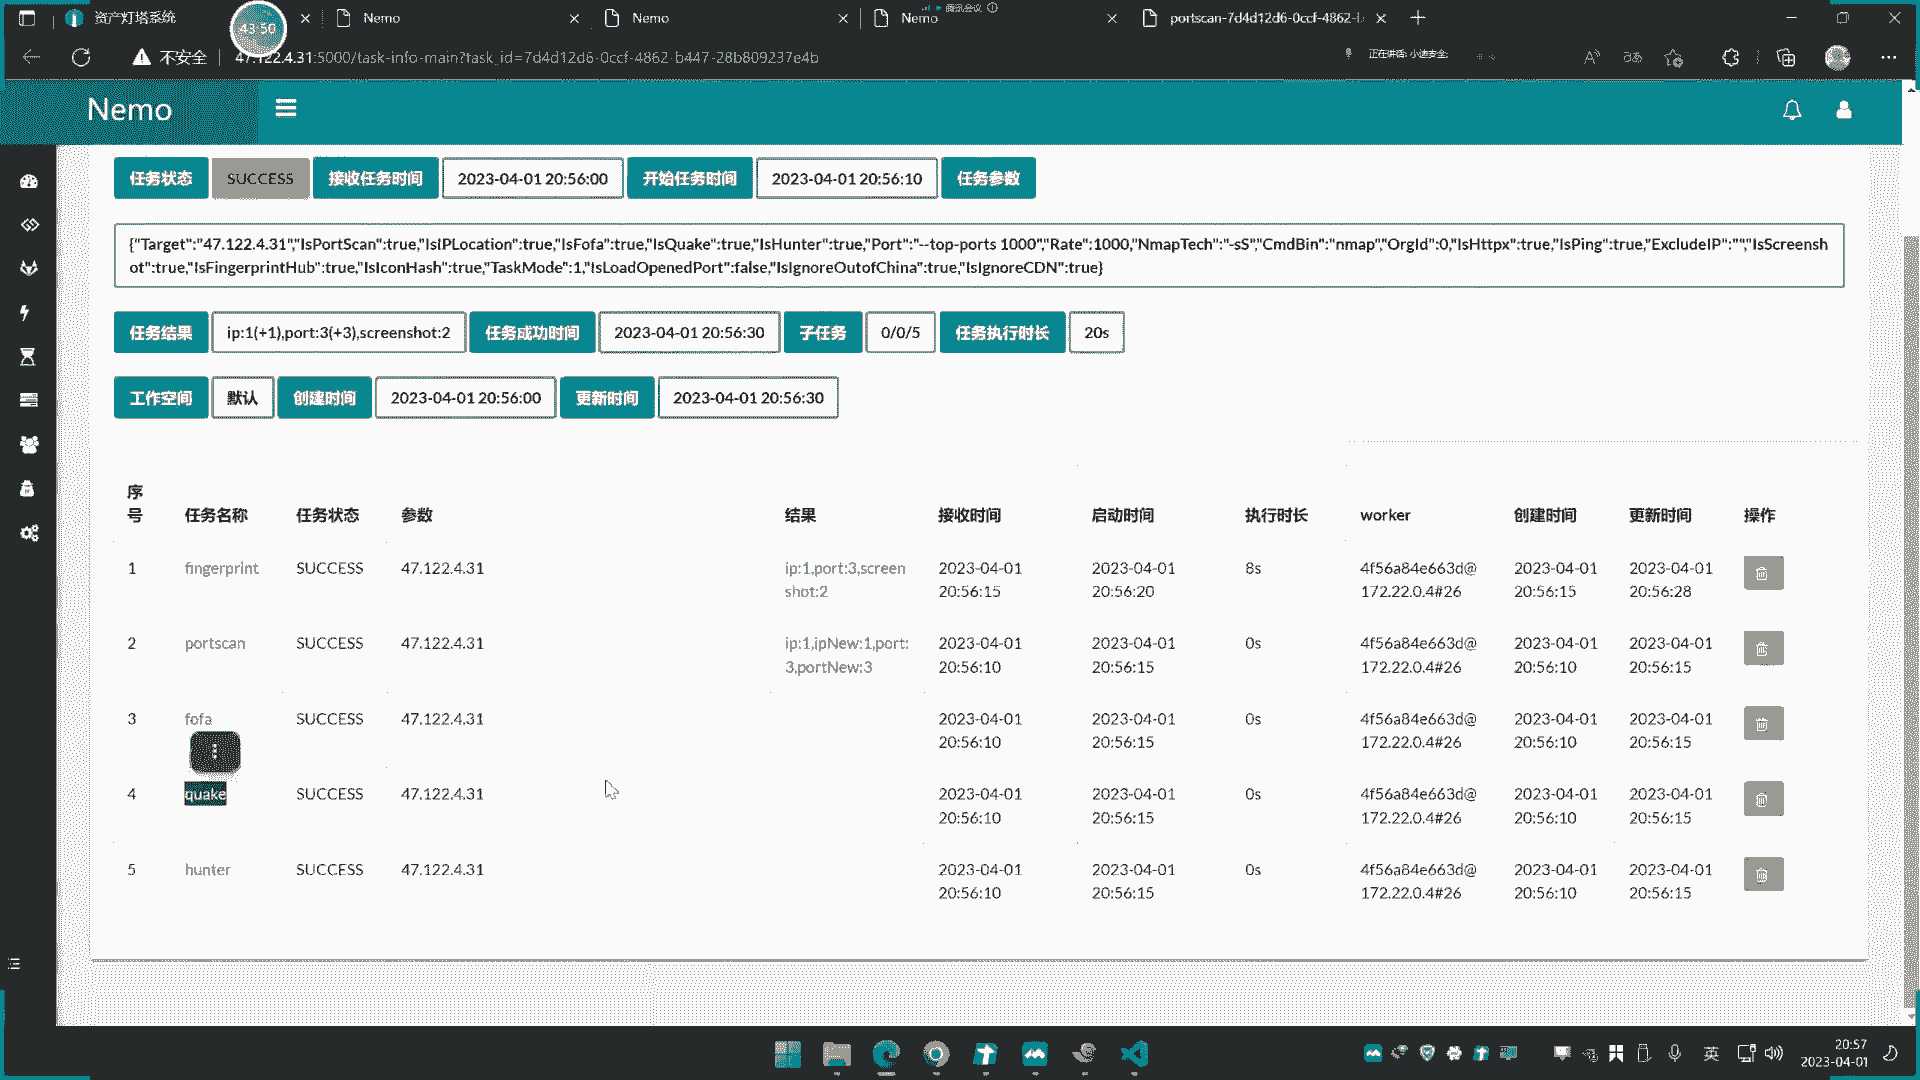 资产灯塔系统
43:50
Nemo
Nemo
Nemo
腾讯会议
portscan-7d4d12d6-0ccf-4862-l
不安全
47.122.4.31:5000/task-info-main?task_id=7d4d12d6-0ccf-4862-b447-28b809237e4b
正在讲话: 小迪安全;
Nemo
任务状态 SUCCESS 接收任务时间 2023-04-01 20:56:00 开始任务时间 2023-04-01 20:56:10 任务参数
{"Target":"47.122.4.31","IsPortScan":true,"IsIPLocation":true,"IsFofa":true,"IsQuake":true,"IsHunter":true,"Port":"--top-ports 1000","Rate":1000,"NmapTech":"-sS","CmdBin":"nmap","OrgId":0,"IsHttpx":true,"IsPing":true,"ExcludeIP":"","IsScreensh
ot":true,"IsFingerprintHub":true,"IsIconHash":true,"TaskMode":1,"IsLoadOpenedPort":false,"IsIgnoreOutofChina":true,"IsIgnoreCDN":true}
任务结果 ip:1(+1),port:3(+3),screenshot:2 任务成功时间 2023-04-01 20:56:30 子任务 0/0/5 任务执行时长 20s
工作空间 默认 创建时间 2023-04-01 20:56:00 更新时间 2023-04-01 20:56:30
序
号 任务名称 任务状态 参数 结果 接收时间 启动时间 执行时长 worker 创建时间 更新时间 操作
1 fingerprint SUCCESS 47.122.4.31 ip:1,port:3,screen 2023-04-01 2023-04-01 8s 4f56a84e663d@ 2023-04-01 2023-04-01
shot:2 20:56:15 20:56:20 172.22.0.4#26 20:56:15 20:56:28
2 portscan SUCCESS 47.122.4.31 ip:1,ipNew:1,port: 2023-04-01 2023-04-01 0s 4f56a84e663d@ 2023-04-01 2023-04-01
3,portNew:3 20:56:10 20:56:15 172.22.0.4#26 20:56:10 20:56:15
3 fofa SUCCESS 47.122.4.31 2023-04-01 2023-04-01 0s 4f56a84e663d@ 2023-04-01 2023-04-01
20:56:10 20:56:15 172.22.0.4#26 20:56:10 20:56:15
4 quake SUCCESS 47.122.4.31 2023-04-01 2023-04-01 0s 4f56a84e663d@ 2023-04-01 2023-04-01
20:56:10 20:56:15 172.22.0.4#26 20:56:10 20:56:15
5 hunter SUCCESS 47.122.4.31 2023-04-01 2023-04-01 0s 4f56a84e663d@ 2023-04-01 2023-04-01
20:56:10 20:56:15 172.22.0.4#26 20:56:10 20:56:15
英
20:57
2023-04-01